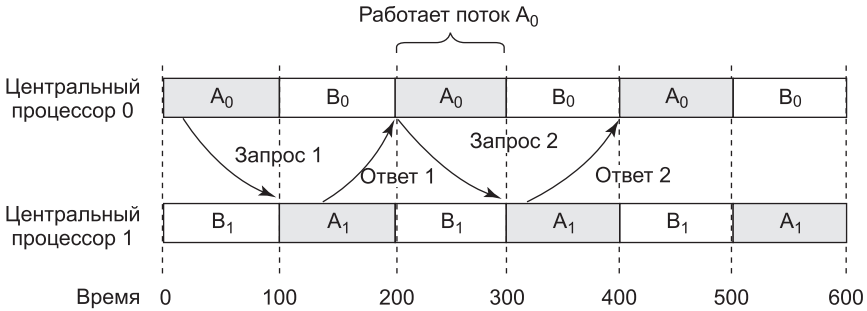 Работает поток A0
Центральный
процессор 0
A0 B0 A0 B0 A0 B0
Запрос 1
Запрос 2
Ответ 1
Ответ 2
Центральный
процессор 1
B1 A1 B1 A1 B1 A1
Время 0 100 200 300 400 500 600